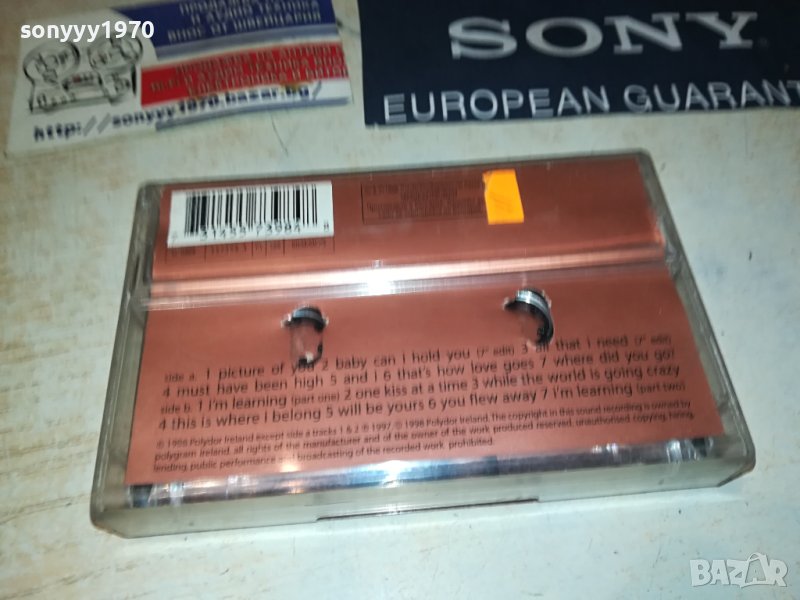 sonyyy1970
SONY
EUROPEAN GUARANT
http://sonyyy1970.bazar.bg
side a. 1 picture of you 2 baby can i hold you (7" edit) 3 all that i need (7" edit)
4 must have been high 5 and i 6 that's how love goes 7 where did you go?
side b. 1 i'm learning (part one) 2 one kiss at a time 3 while the world is going crazy
4 this is where i belong 5 will be yours 6 you flew away 7 i'm learning (part two)
℗ 1998 Polydor Ireland except side a tracks 1 & 2 ℗ 1997. © 1998 Polydor Ireland. The copyright in this sound recording is owned by
polygram ireland. all rights of the manufacturer and of the owner of the work produced reserved. unauthorised copying, hiring,
lending, public performance and broadcasting of the recorded work prohibited.
BAZAR